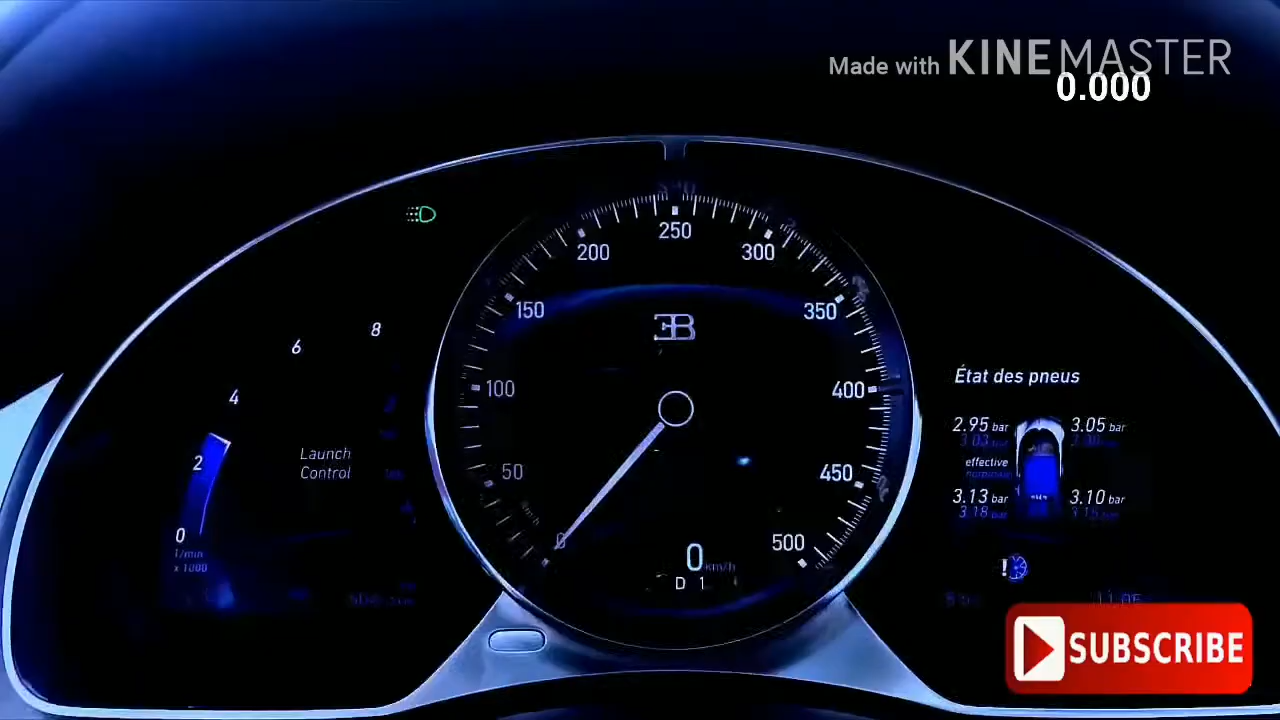 Made with KINEMASTER
0.000
200
250
300
150
350
EB
100
400
50
450
0
500
0 km/h
D 1
8
6
4
2
0
1/min
x 1000
Launch
Control
État des pneus
2.95 bar
3.05 bar
effective
3.13 bar
3.10 bar
SUBSCRIBE